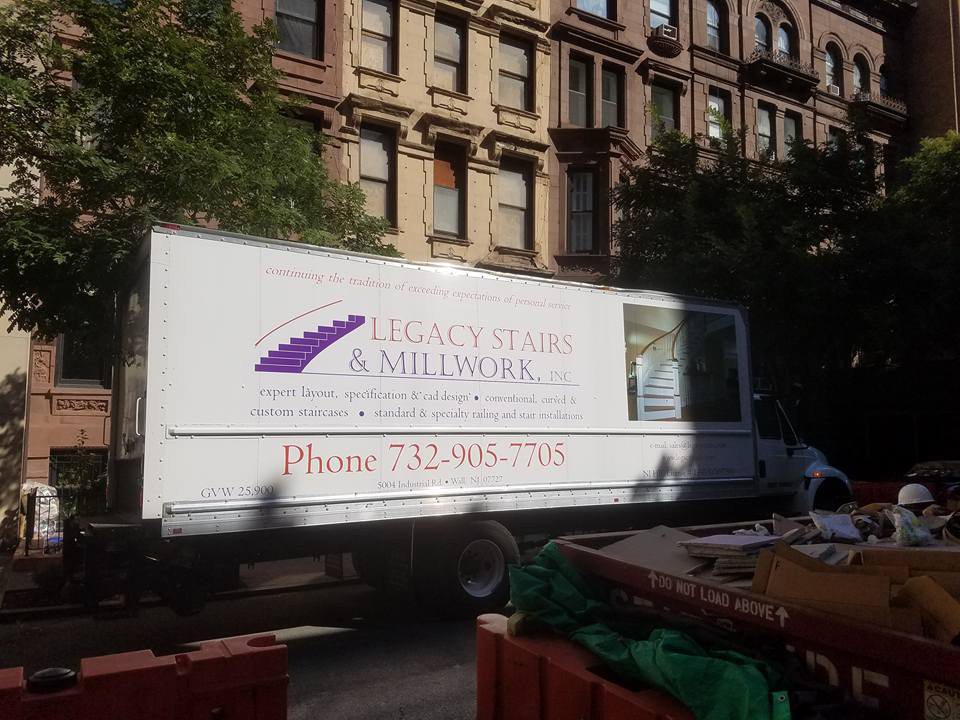 continuing the tradition of exceeding expectations of personal service
LEGACY STAIRS
& MILLWORK, INC
expert layout, specification & cad design • conventional, curved &
custom staircases • standard & specialty railing and stair installations
Phone 732-905-7705
5004 Industrial Rd. • Wall, NJ 07727
GVW 25,900
e-mail:
↑DO NOT LOAD ABOVE↑